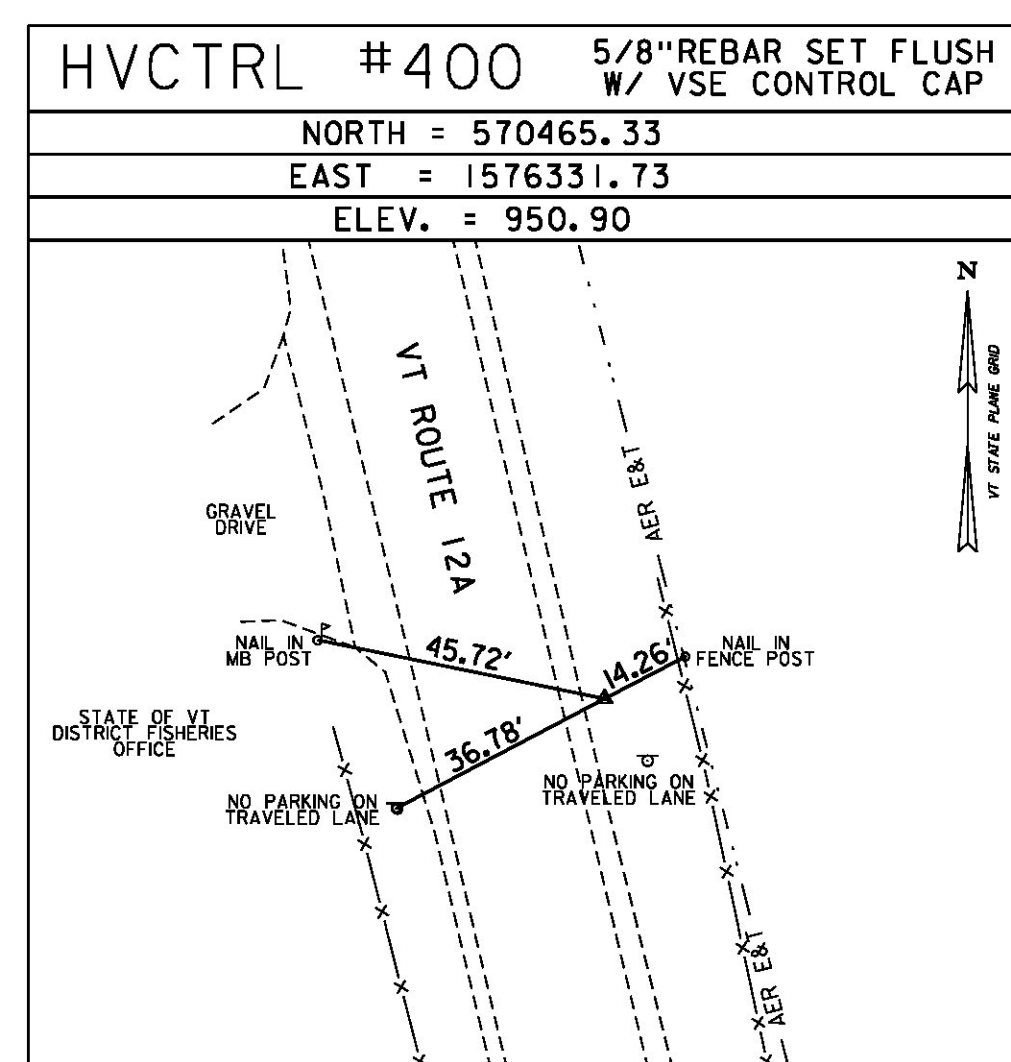 HVCTRL #400
5/8"REBAR SET FLUSH
W/ VSE CONTROL CAP
NORTH = 570465.33
EAST = 1576331.73
ELEV. = 950.90
N
VT STATE PLANE GRID
VT ROUTE 12A
AER E&T
GRAVEL
DRIVE
NAIL IN
MB POST
45.72'
14.26'
NAIL IN
FENCE POST
STATE OF VT
DISTRICT FISHERIES
OFFICE
36.78'
NO PARKING ON
TRAVELED LANE
NO PARKING ON
TRAVELED LANE
AER E&T